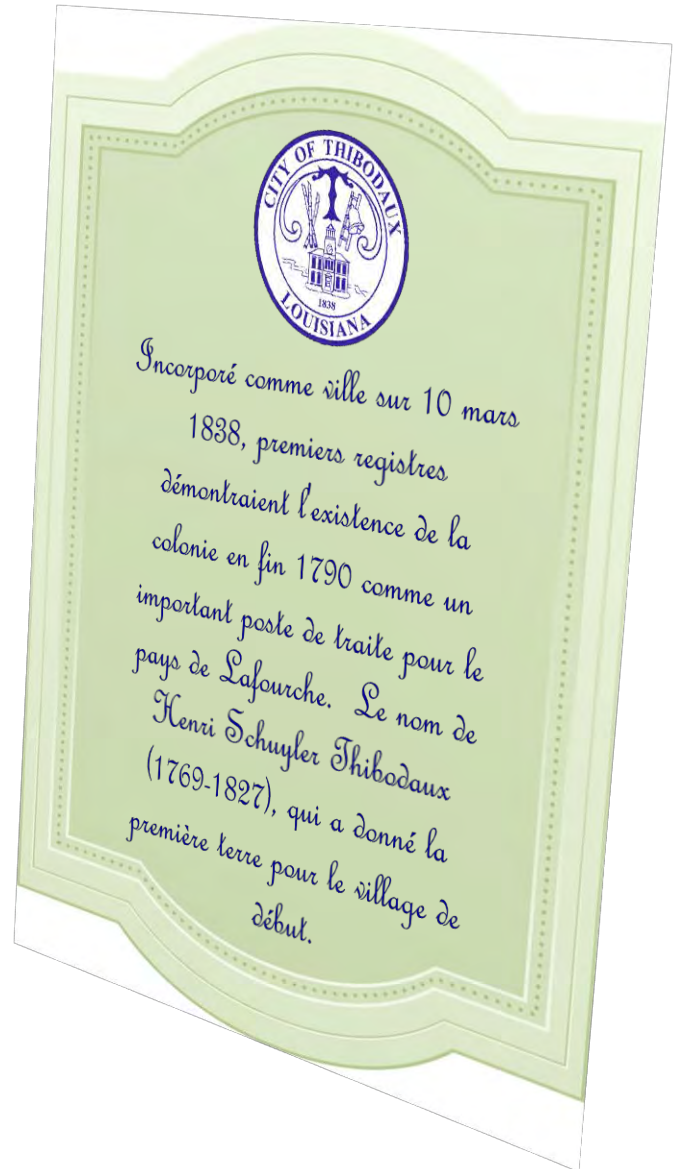 CITY OF THIBODAUX
T
1838
LOUISIANA
Incorporé comme ville sur 10 mars
1838, premiers registres
démontraient l'existence de la
colonie en fin 1790 comme un
important poste de traite pour le
pays de Lafourche. Le nom de
Henri Schuyler Thibodaux
(1769-1827), qui a donné la
première terre pour le village de
début.